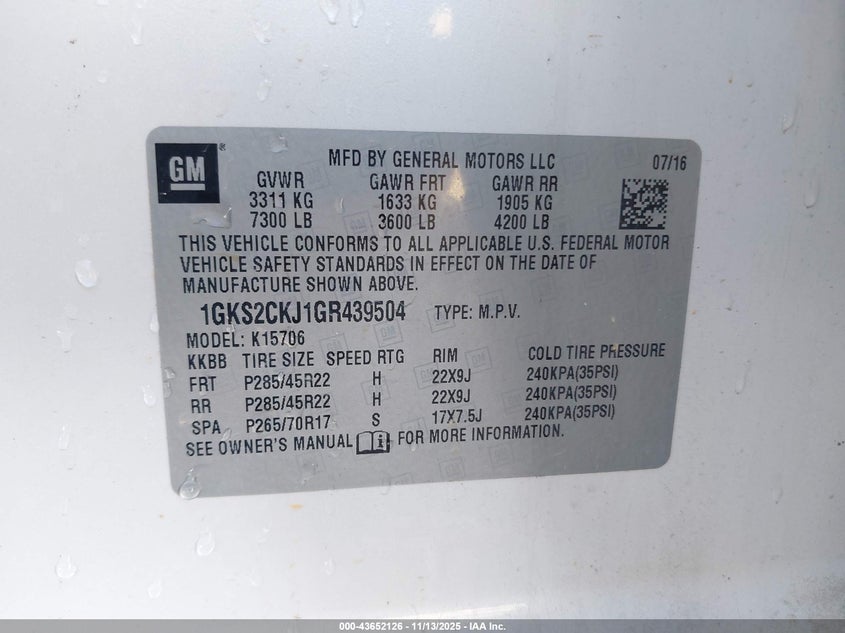 GM ®
MFD BY GENERAL MOTORS LLC 07/16
GVWR GAWR FRT GAWR RR
3311 KG 1633 KG 1905 KG
7300 LB 3600 LB 4200 LB
THIS VEHICLE CONFORMS TO ALL APPLICABLE U.S. FEDERAL MOTOR
VEHICLE SAFETY STANDARDS IN EFFECT ON THE DATE OF
MANUFACTURE SHOWN ABOVE.
1GKS2CKJ1GR439504 TYPE: M.P.V.
MODEL: K15706
KKBB TIRE SIZE SPEED RTG RIM COLD TIRE PRESSURE
FRT P285/45R22 H 22X9J 240KPA(35PSI)
RR P285/45R22 H 22X9J 240KPA(35PSI)
SPA P265/70R17 S 17X7.5J 240KPA(35PSI)
SEE OWNER'S MANUAL FOR MORE INFORMATION.
000-43652126 - 11/13/2025 - IAA Inc.